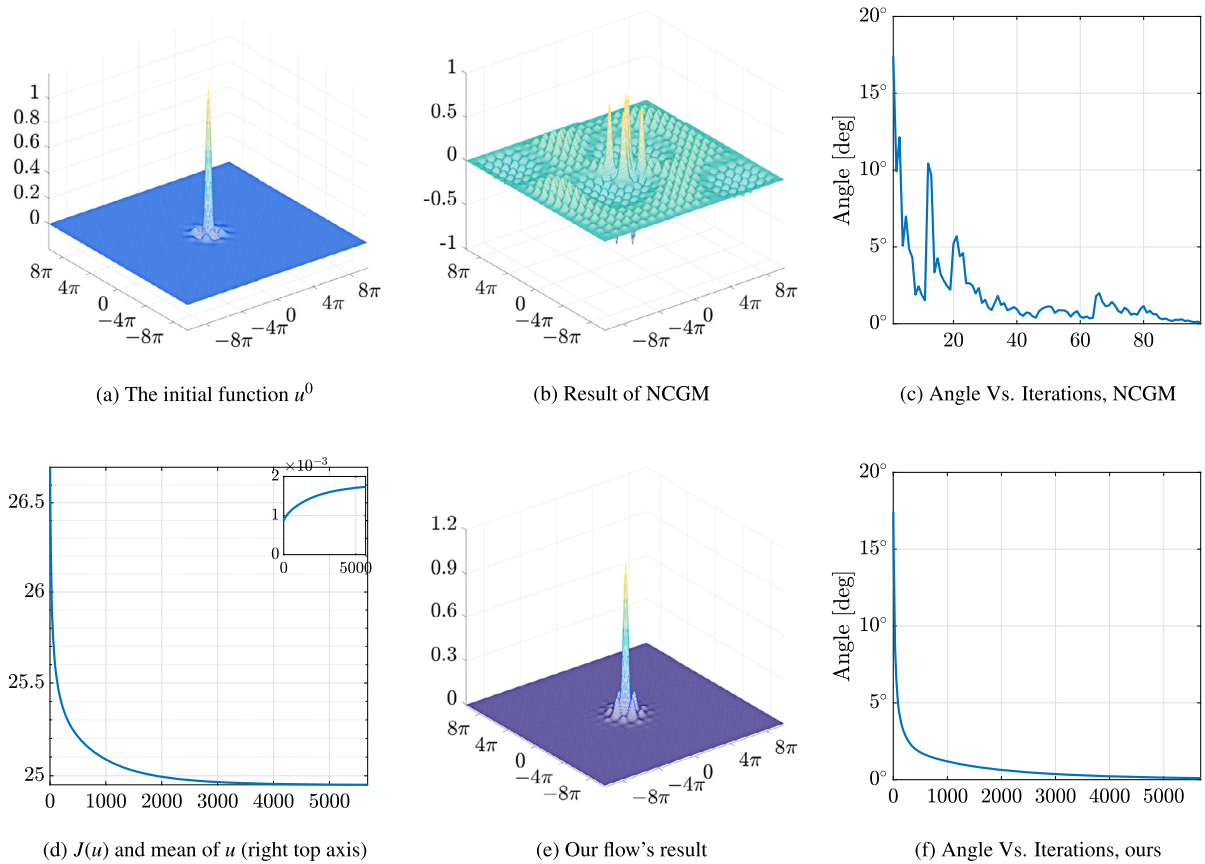 1
0.8
0.6
0.4
0.2
0
8π
4π
0
−4π
−8π
−8π
−4π
0
4π
8π
(a) The initial function u⁰
1
0.5
0
-0.5
-1
8π
4π
0
−4π
−8π
−8π
−4π
0
4π
8π
(b) Result of NCGM
20°
15°
10°
5°
0°
Angle [deg]
20 40 60 80
(c) Angle Vs. Iterations, NCGM
26.5
26
25.5
25
0 1000 2000 3000 4000 5000
×10⁻³
2
1
0
0 5000
(d) J(u) and mean of u (right top axis)
1.2
0.9
0.6
0.3
0
8π
4π
0
−4π
−8π
−8π
−4π
0
4π
8π
(e) Our flow's result
20°
15°
10°
5°
0°
Angle [deg]
0 1000 2000 3000 4000 5000
(f) Angle Vs. Iterations, ours